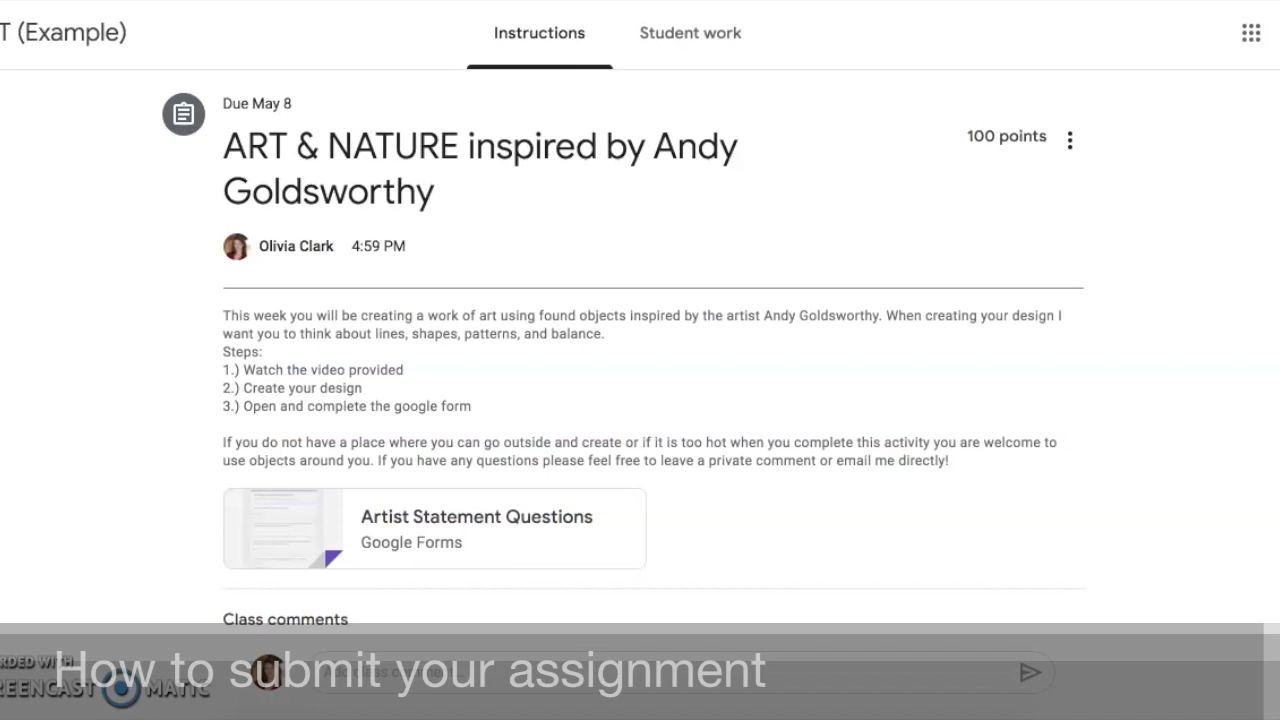 T (Example)
Instructions
Student work
Due May 8
ART & NATURE inspired by Andy
Goldsworthy
100 points
Olivia Clark 4:59 PM
This week you will be creating a work of art using found objects inspired by the artist Andy Goldsworthy. When creating your design I
want you to think about lines, shapes, patterns, and balance.
Steps:
1.) Watch the video provided
2.) Create your design
3.) Open and complete the google form
If you do not have a place where you can go outside and create or if it is too hot when you complete this activity you are welcome to
use objects around you. If you have any questions please feel free to leave a private comment or email me directly!
Artist Statement Questions
Google Forms
Class comments
How to submit your assignment